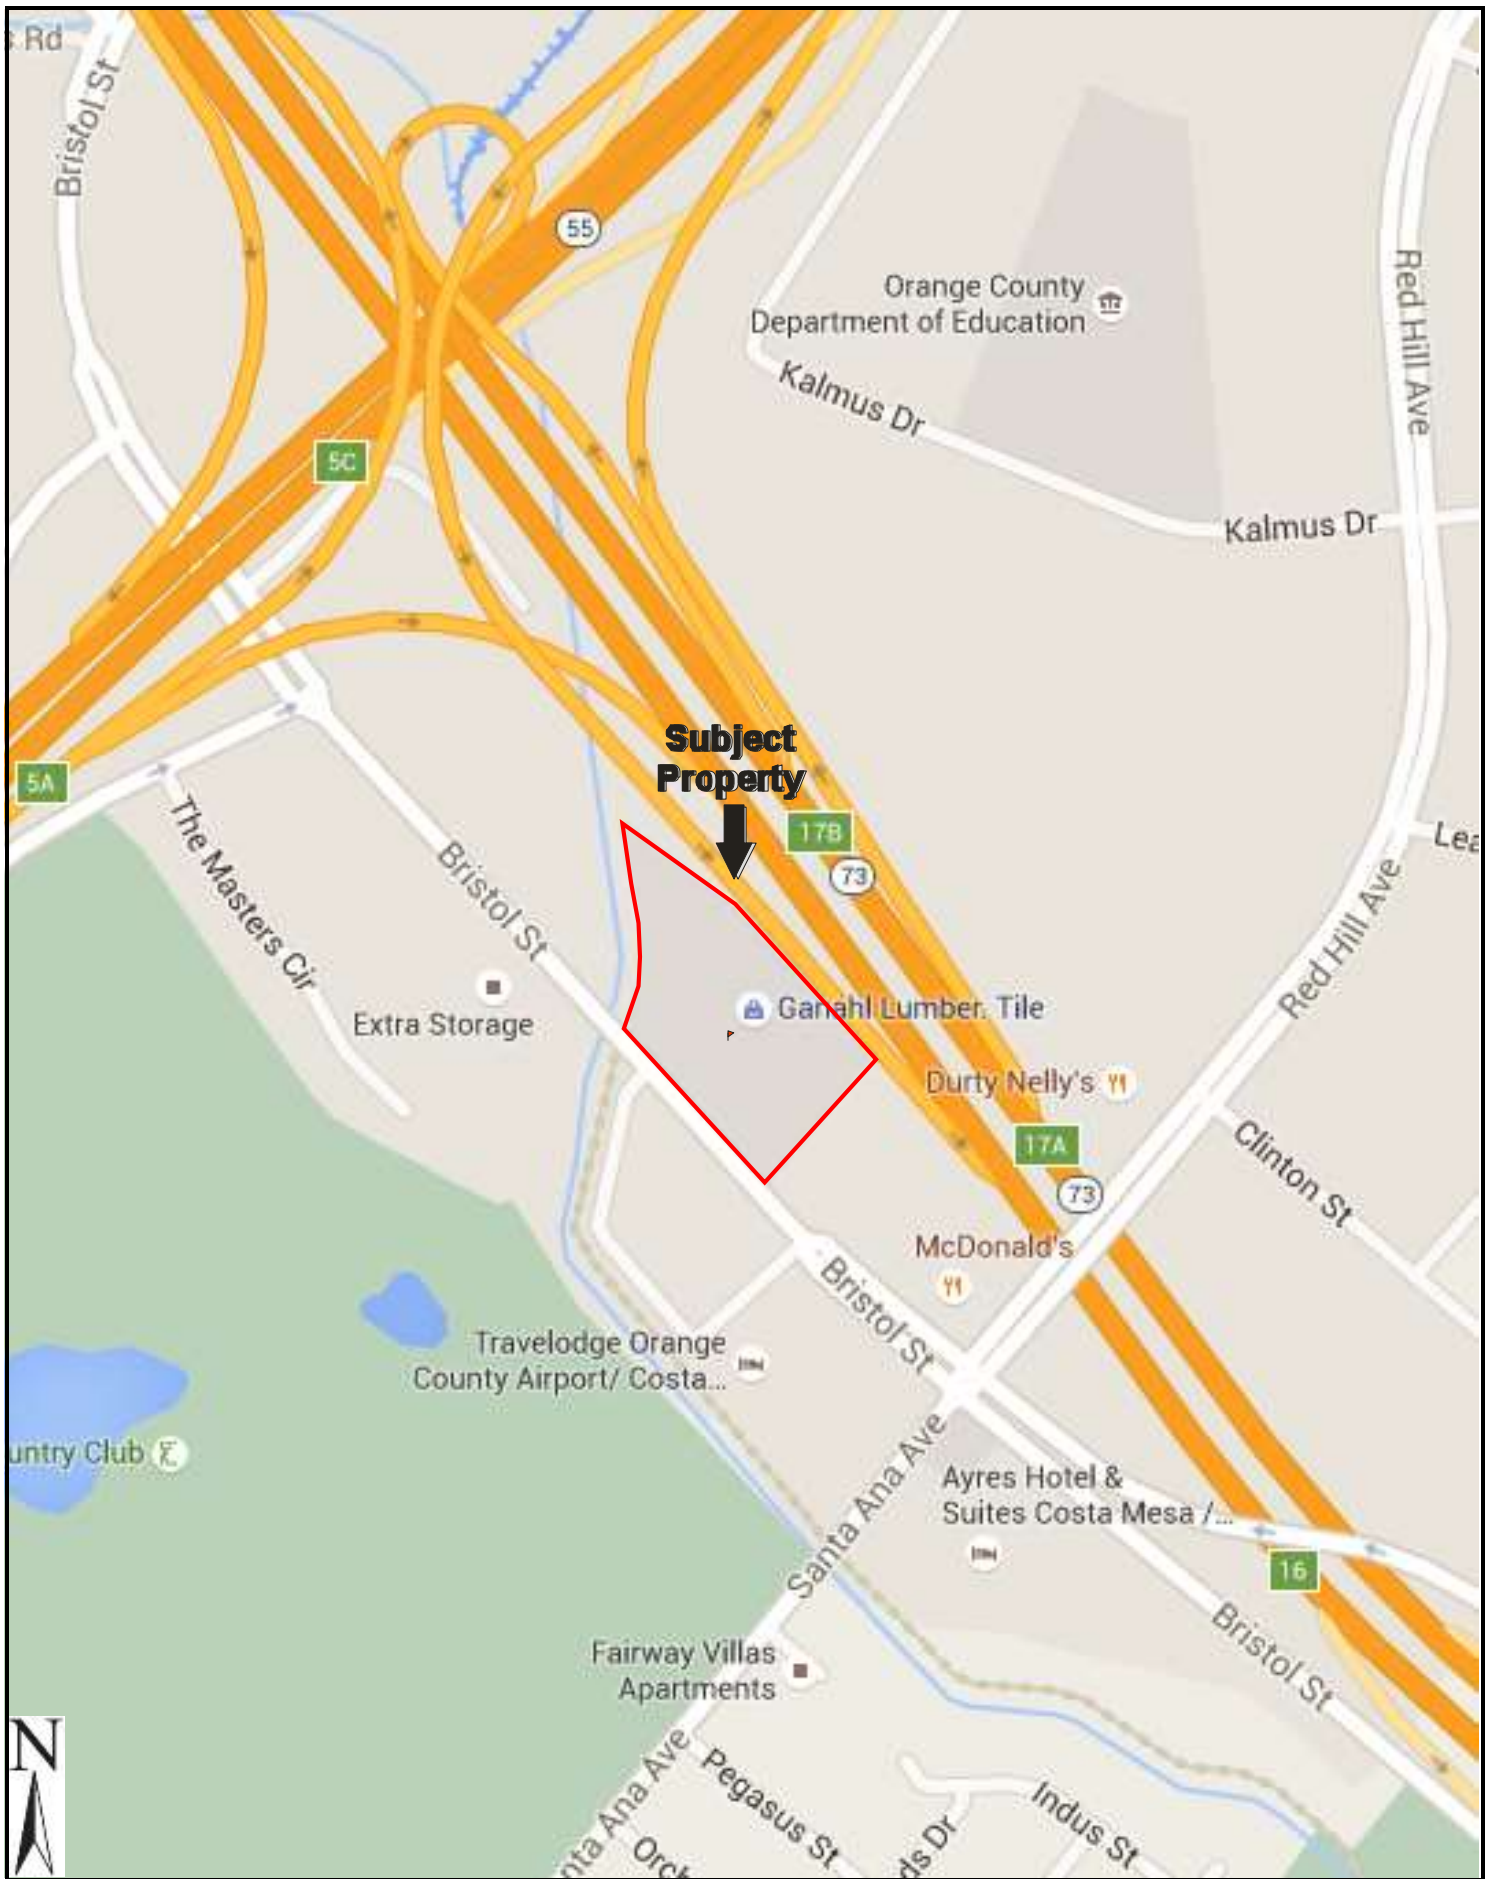 s Rd
Bristol St
55
Orange County
Department of Education
Red Hill Ave
Kalmus Dr
5C
Kalmus Dr
Subject
Property
5A
17B
73
The Masters Cir
Bristol St
Lea
Red Hill Ave
Extra Storage
Ganahl Lumber. Tile
Durty Nelly's
17A
73
Clinton St
McDonald's
Bristol St
Travelodge Orange
County Airport/ Costa...
untry Club
Santa Ana Ave
Ayres Hotel &
Suites Costa Mesa /...
16
Bristol St
Fairway Villas
Apartments
N
nta Ana Ave
Pegasus St
Orch
ds Dr
Indus St